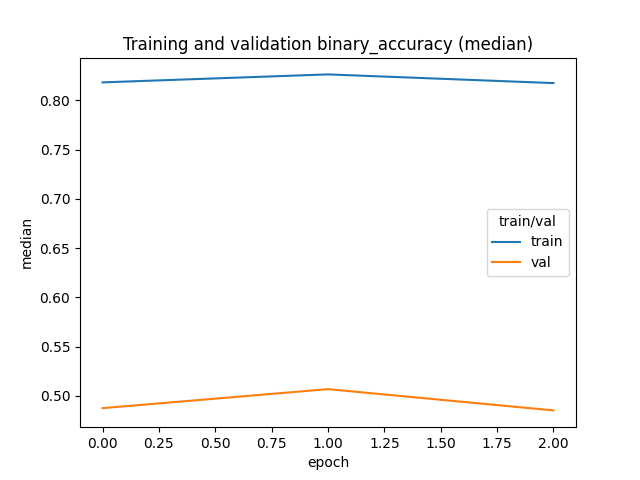 Training and validation binary_accuracy (median)
0.80
0.75
0.70
0.65
0.60
0.55
0.50
median
train/val
train
val
0.00 0.25 0.50 0.75 1.00 1.25 1.50 1.75 2.00
epoch